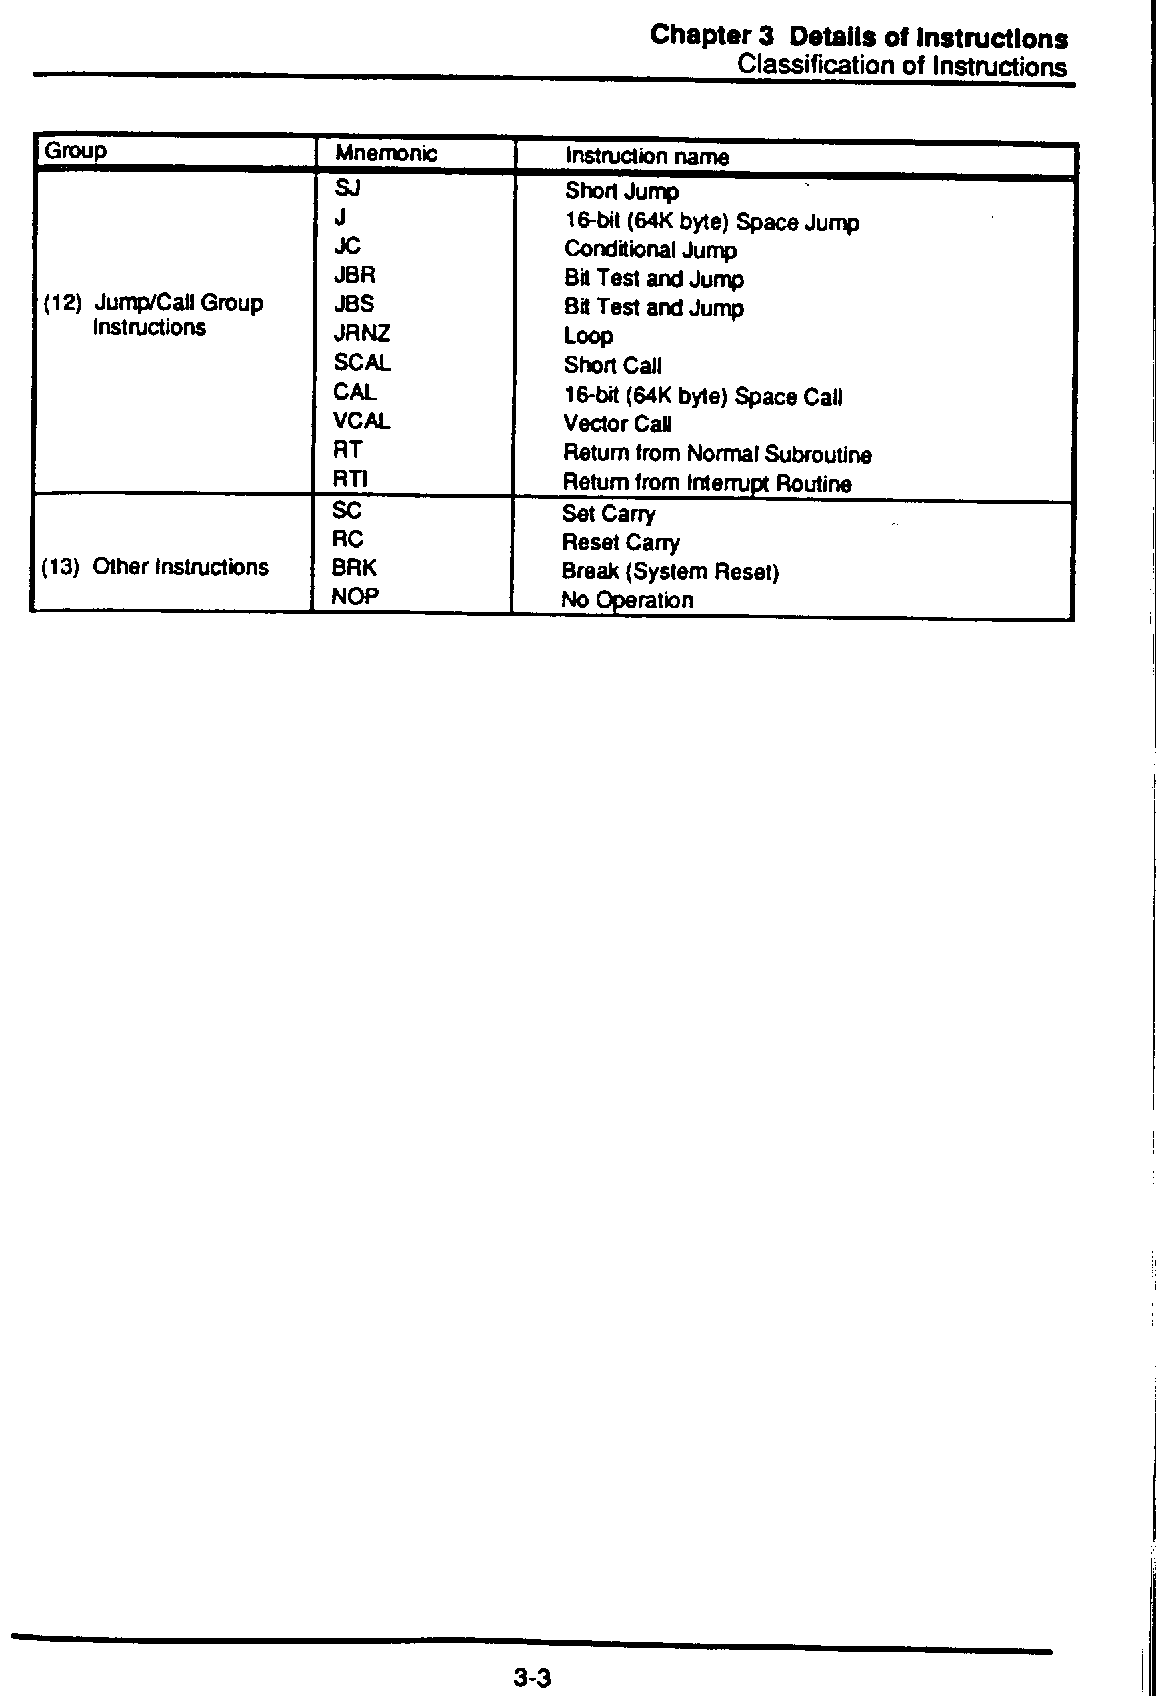 Chapter 3 Details of Instructions
Classification of Instructions
Group Mnemonic Instruction name
SJ Short Jump
J 16-bit (64K byte) Space Jump
JC Conditional Jump
JBR Bit Test and Jump
(12) Jump/Call Group JBS Bit Test and Jump
Instructions JRNZ Loop
SCAL Short Call
CAL 16-bit (64K byte) Space Call
VCAL Vector Call
RT Return from Normal Subroutine
RTI Return from Interrupt Routine
SC Set Carry
RC Reset Carry
(13) Other Instructions BRK Break (System Reset)
NOP No Operation
3-3